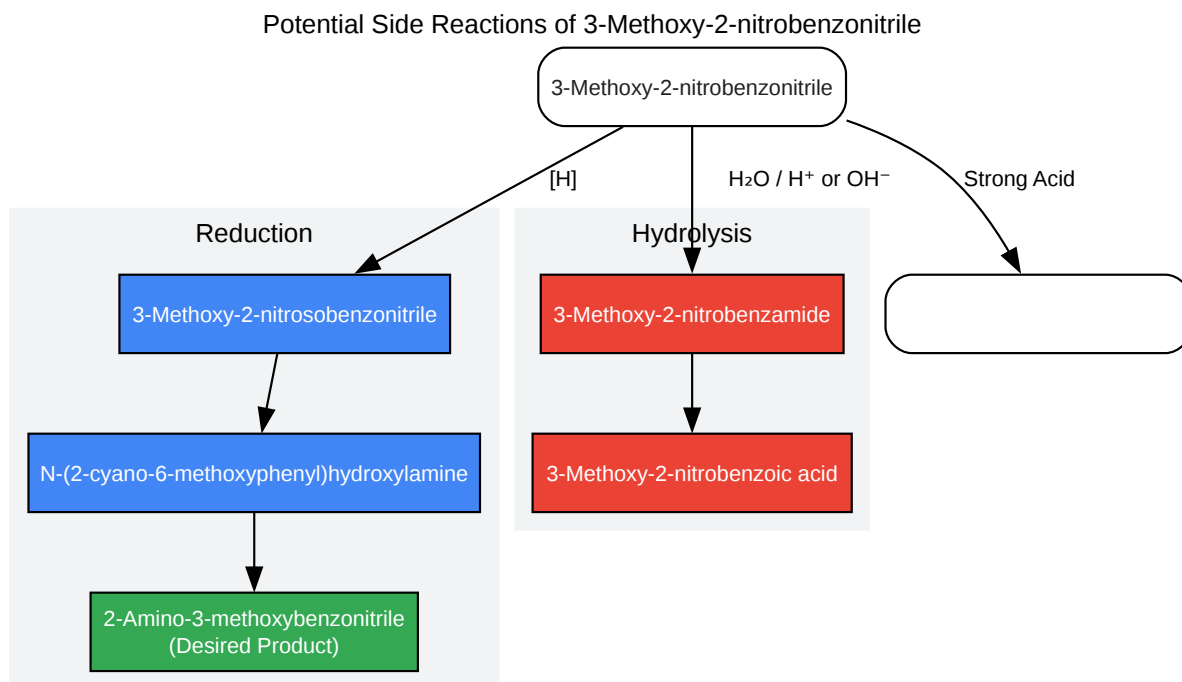 Potential Side Reactions of 3-Methoxy-2-nitrobenzonitrile
3-Methoxy-2-nitrobenzonitrile
[H]
H₂O / H⁺ or OH⁻
Strong Acid
Reduction
Hydrolysis
3-Methoxy-2-nitrosobenzonitrile
3-Methoxy-2-nitrobenzamide
N-(2-cyano-6-methoxyphenyl)hydroxylamine
3-Methoxy-2-nitrobenzoic acid
2-Amino-3-methoxybenzonitrile
(Desired Product)